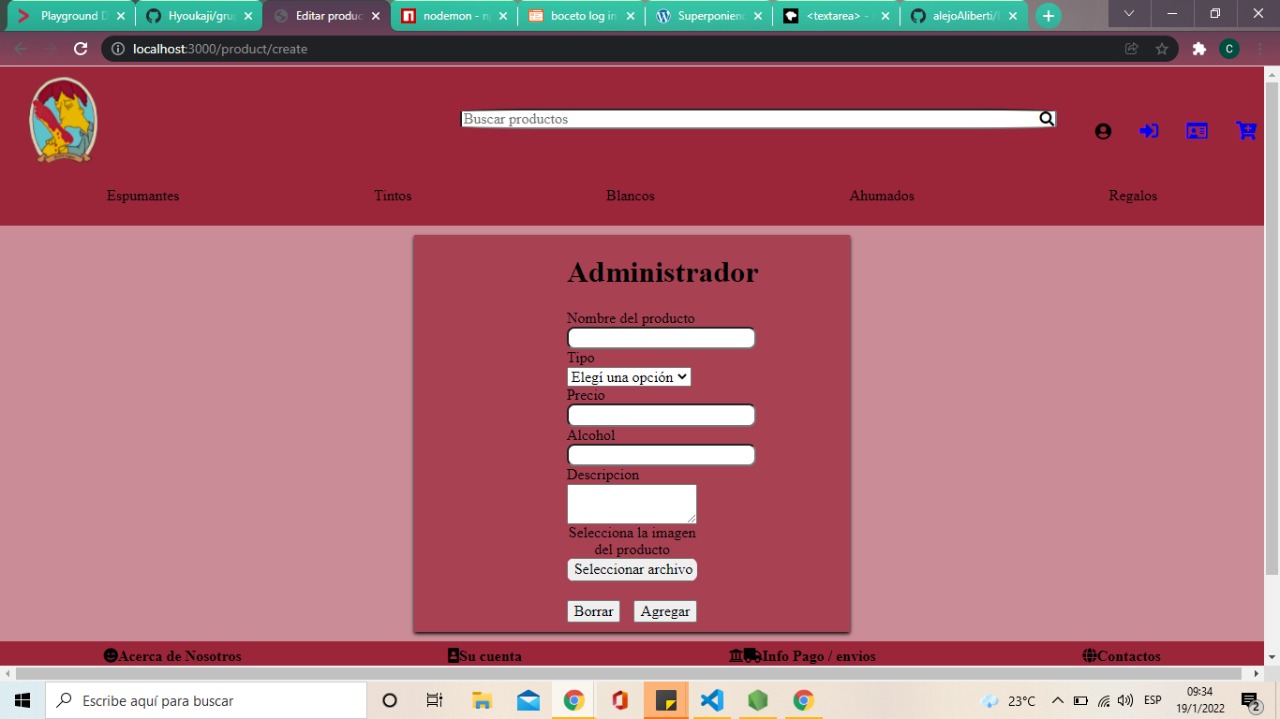 Playground D
Hyoukaji/gru
Editar produc
nodemon - n
boceto log in
Superponien
<textarea> -
alejoAliberti/
localhost:3000/product/create
C
Buscar productos
Espumantes
Tintos
Blancos
Ahumados
Regalos
Administrador
Nombre del producto
Tipo
Elegí una opción
Precio
Alcohol
Descripcion
Selecciona la imagen
del producto
Seleccionar archivo
Borrar
Agregar
Acerca de Nosotros
Su cuenta
Info Pago / envios
Contactos
Escribe aquí para buscar
23°C
ESP
09:34
19/1/2022
2